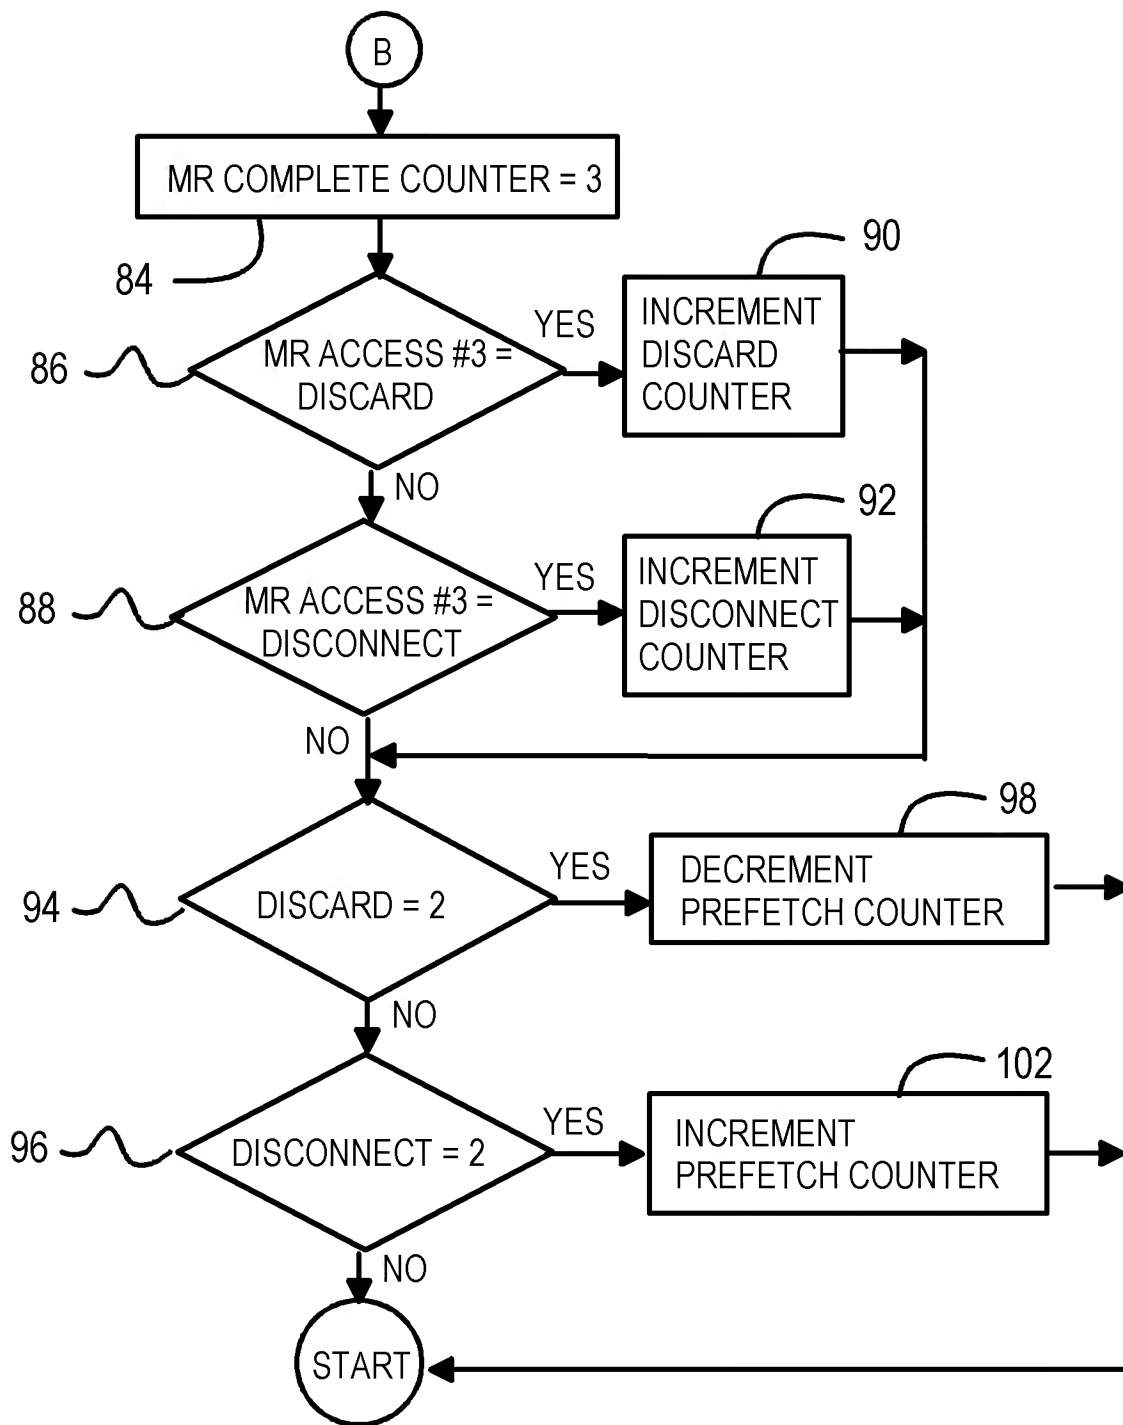 B
MR COMPLETE COUNTER = 3
84
90
YES
INCREMENT
DISCARD
COUNTER
86
MR ACCESS #3 =
DISCARD
NO
92
YES
INCREMENT
DISCONNECT
COUNTER
88
MR ACCESS #3 =
DISCONNECT
NO
98
YES
DECREMENT
PREFETCH COUNTER
94
DISCARD = 2
NO
102
YES
INCREMENT
PREFETCH COUNTER
96
DISCONNECT = 2
NO
START